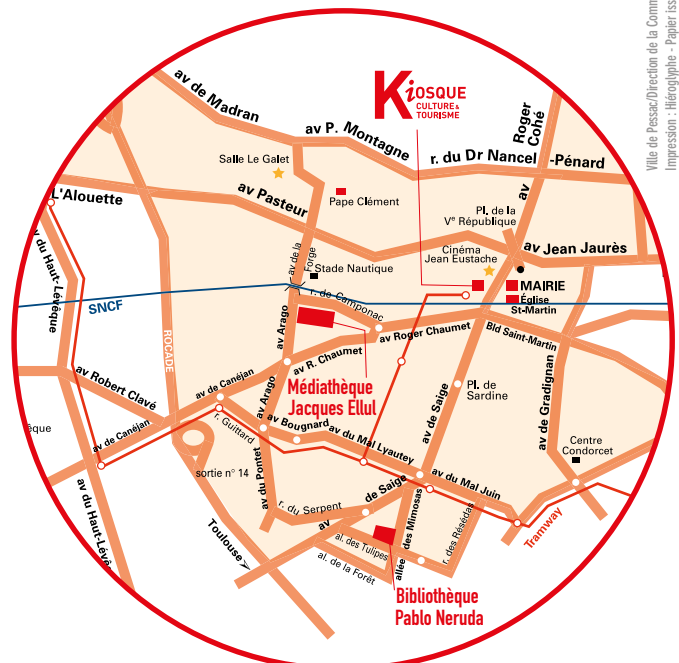 Ville de Pessac/Direction de la Comm
Impression : Hiéroglyphe - Papier iss
KiOSQUE
CULTURE &
TOURISME
av de Madran
av P. Montagne
av Roger Cohé
r. du Dr Nancel-Pénard
Salle Le Galet
Pape Clément
L'Alouette
av Pasteur
Pl. de la
Ve République
av Jean Jaurès
Cinéma
Jean Eustache
av de la
Forge
Stade Nautique
MAIRIE
Église
St-Martin
av du Haut-Lévêque
SNCF
r. de Camponac
ROCADE
av Arago
av Roger Chaumet
Bld Saint-Martin
av R. Chaumet
Médiathèque
Jacques Ellul
av Robert Clavé
av de Canéjan
av Arago
Pl. de
Sardine
av de Saige
av de Gradignan
êque
av de Canéjan
r. Guittard
av Bougnard
av du Mal Lyautey
Centre
Condorcet
sortie n° 14
av du Pontet
av du Mal Juin
av du Haut-Lévê
r. du Serpent
av de Saige
Toulouse
al. des Tulipes
allée des Mimosas
r. des Résédas
Tramway
al. de la Forêt
Bibliothèque
Pablo Neruda